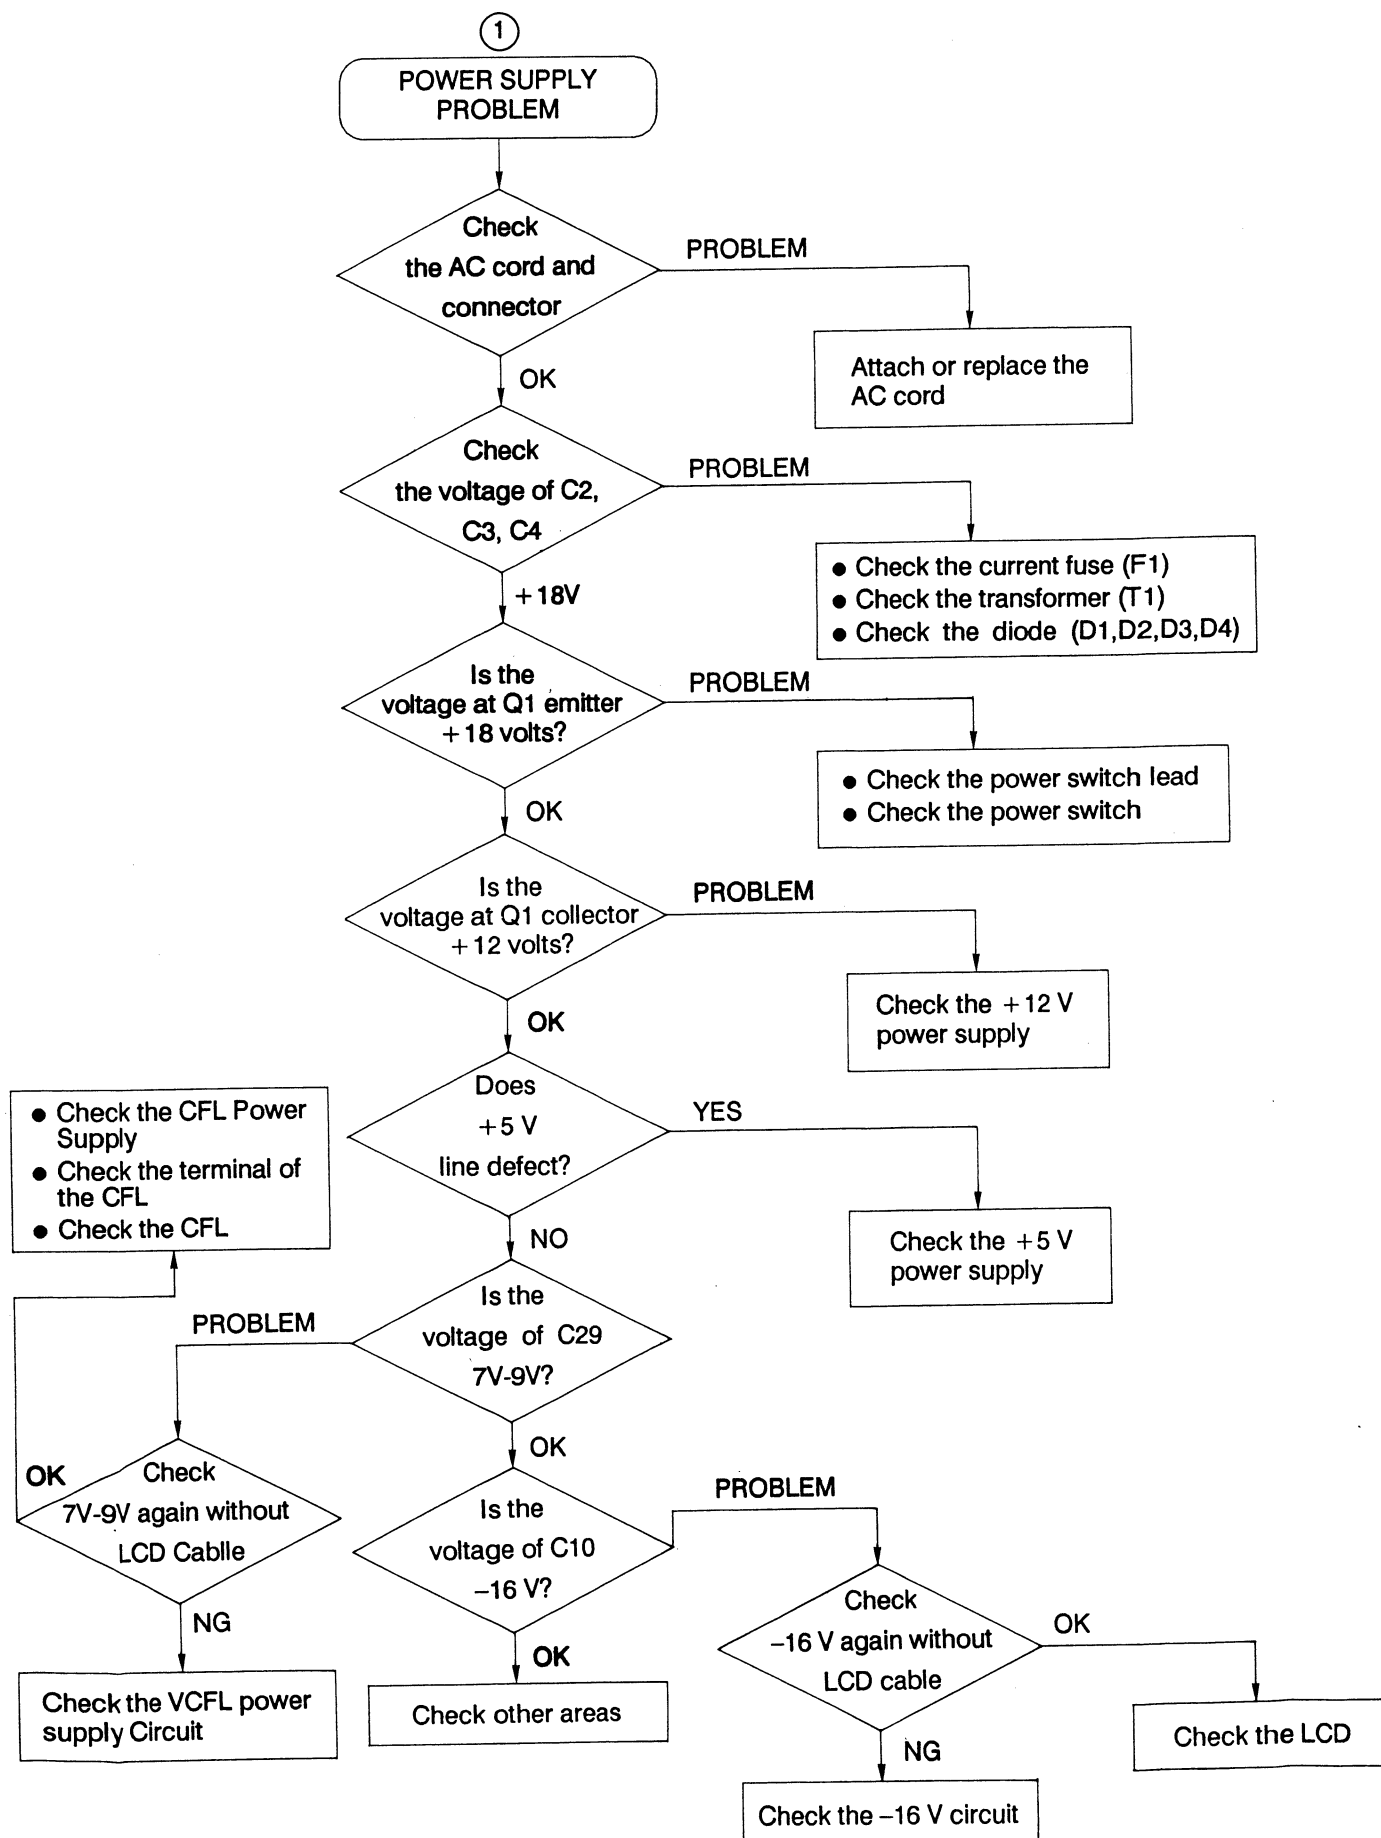 1
POWER SUPPLY
PROBLEM
Check
the AC cord and
connector
PROBLEM
Attach or replace the
AC cord
OK
Check
the voltage of C2,
C3, C4
PROBLEM
● Check the current fuse (F1)
● Check the transformer (T1)
● Check the diode (D1,D2,D3,D4)
+18V
Is the
voltage at Q1 emitter
+18 volts?
PROBLEM
● Check the power switch lead
● Check the power switch
OK
Is the
voltage at Q1 collector
+12 volts?
PROBLEM
Check the +12 V
power supply
OK
Does
+5 V
line defect?
YES
Check the +5 V
power supply
NO
Is the
voltage of C29
7V-9V?
PROBLEM
Check
7V-9V again without
LCD Cablle
OK
● Check the CFL Power
Supply
● Check the terminal of
the CFL
● Check the CFL
NG
Check the VCFL power
supply Circuit
OK
Is the
voltage of C10
–16 V?
OK
Check other areas
PROBLEM
Check
–16 V again without
LCD cable
OK
Check the LCD
NG
Check the –16 V circuit